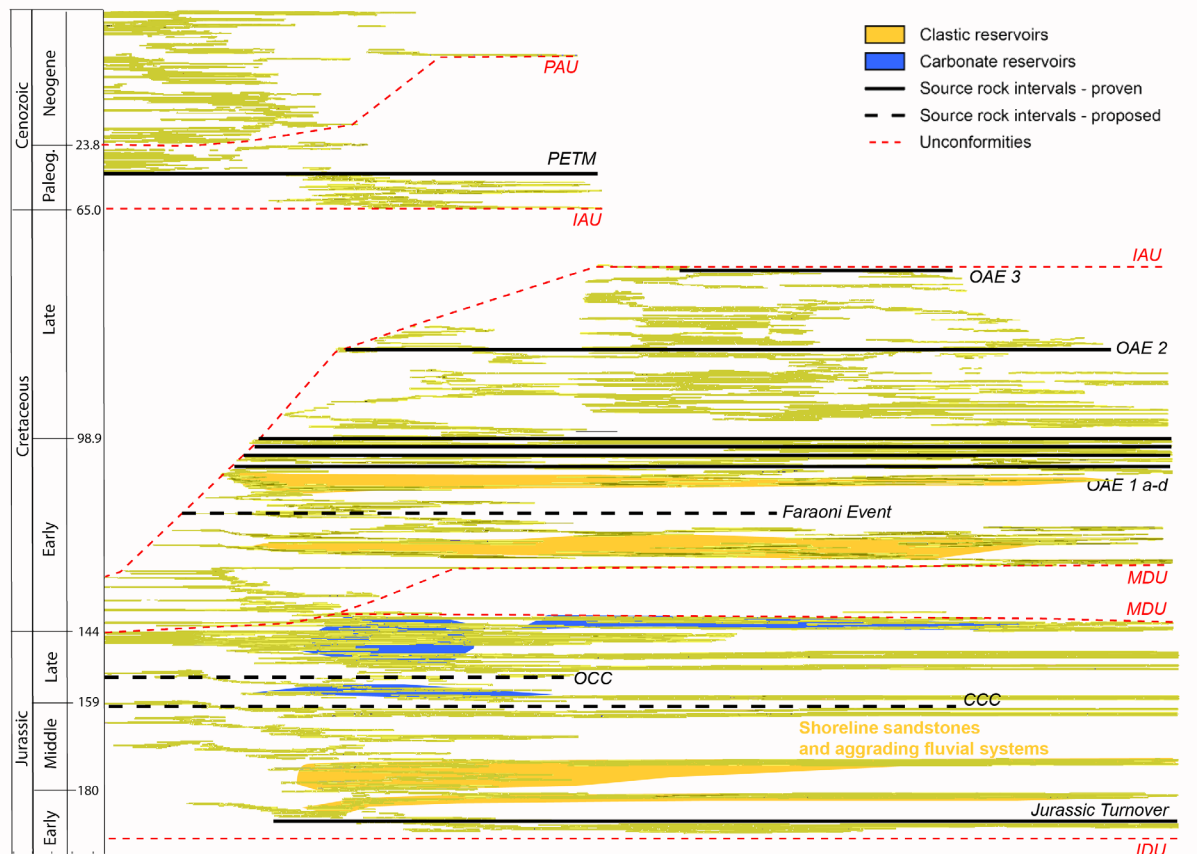 Cenozoic
Neogene
Paleog.
23.8
65.0
Cretaceous
Late
Early
98.9
144
Jurassic
Late
Middle
Early
159
180
Clastic reservoirs
Carbonate reservoirs
Source rock intervals - proven
Source rock intervals - proposed
Unconformities
PAU
PETM
IAU
IAU
OAE 3
OAE 2
OAE 1 a-d
Faraoni Event
MDU
MDU
OCC
CCC
Shoreline sandstones
and aggrading fluvial systems
Jurassic Turnover
IDU